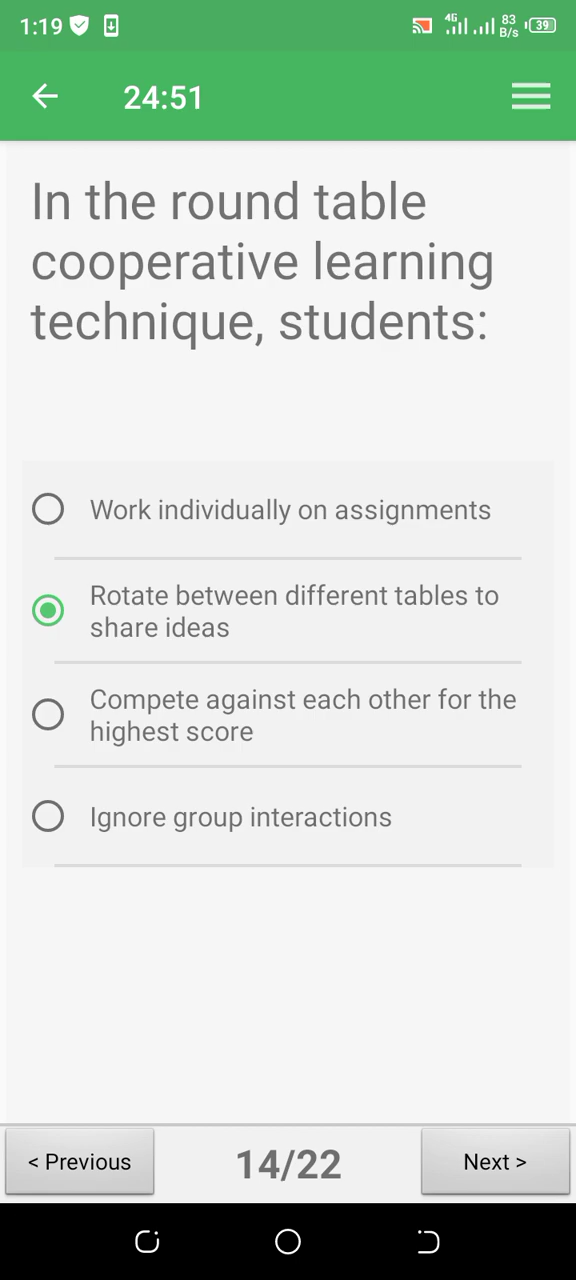 1:19
4G
83
B/s
39
24:51
In the round table
cooperative learning
technique, students:
Work individually on assignments
Rotate between different tables to
share ideas
Compete against each other for the
highest score
Ignore group interactions
< Previous
14/22
Next >